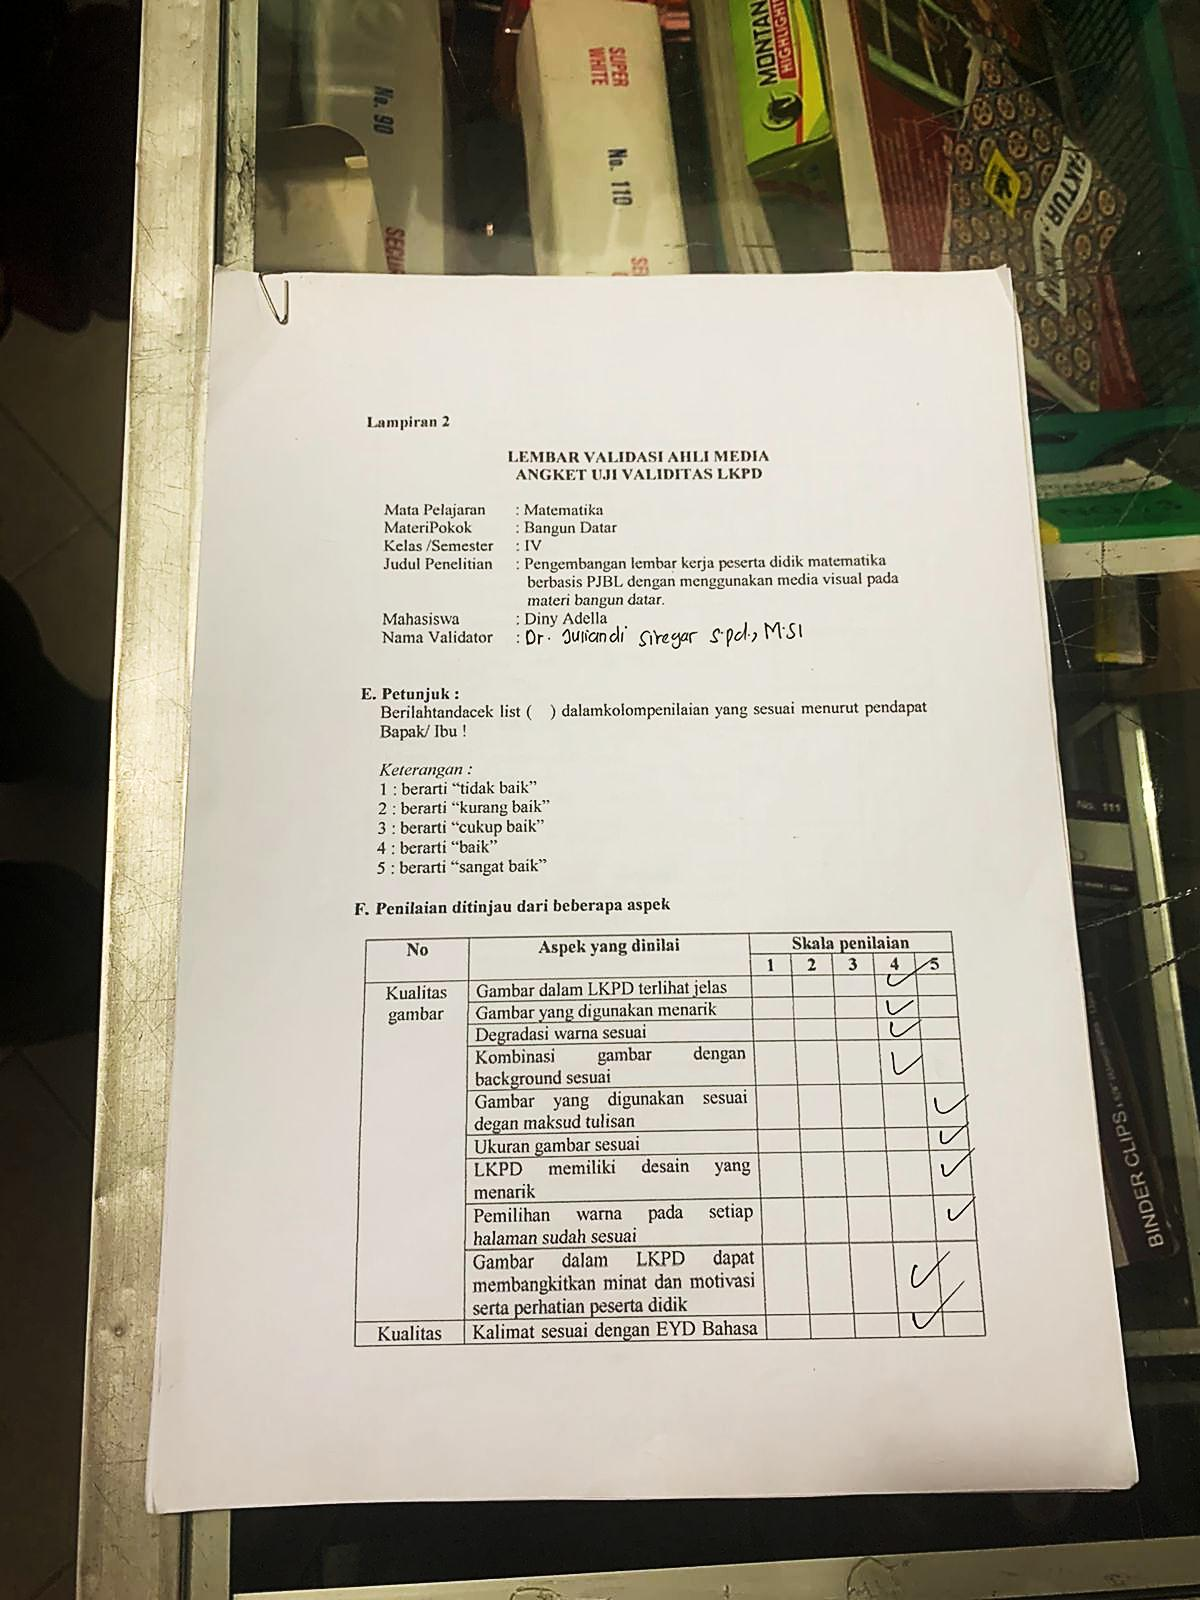 No. 90
SUPER
WHITE
No. 110
MONTAN
HIGHLIGHT
FAKTUR
Lampiran 2
LEMBAR VALIDASI AHLI MEDIA
ANGKET UJI VALIDITAS LKPD
Mata Pelajaran : Matematika
MateriPokok : Bangun Datar
Kelas /Semester : IV
Judul Penelitian : Pengembangan lembar kerja peserta didik matematika
berbasis PJBL dengan menggunakan media visual pada
materi bangun datar.
Mahasiswa : Diny Adella
Nama Validator : Dr. Juliandi Siregar S.pd., M.SI
E. Petunjuk :
Berilahtandacek list ( ) dalamkolompenilaian yang sesuai menurut pendapat
Bapak/ Ibu !
Keterangan :
1 : berarti “tidak baik”
2 : berarti “kurang baik”
3 : berarti “cukup baik”
4 : berarti “baik”
5 : berarti “sangat baik”
F. Penilaian ditinjau dari beberapa aspek
No Aspek yang dinilai Skala penilaian
1 2 3 4 5
Kualitas Gambar dalam LKPD terlihat jelas ✓
gambar Gambar yang digunakan menarik ✓
Degradasi warna sesuai ✓
Kombinasi gambar dengan
background sesuai ✓
Gambar yang digunakan sesuai
degan maksud tulisan ✓
Ukuran gambar sesuai ✓
LKPD memiliki desain yang
menarik ✓
Pemilihan warna pada setiap
halaman sudah sesuai ✓
Gambar dalam LKPD dapat
membangkitkan minat dan motivasi ✓
serta perhatian peserta didik
Kualitas Kalimat sesuai dengan EYD Bahasa ✓
No. 111
BINDER CLIPS